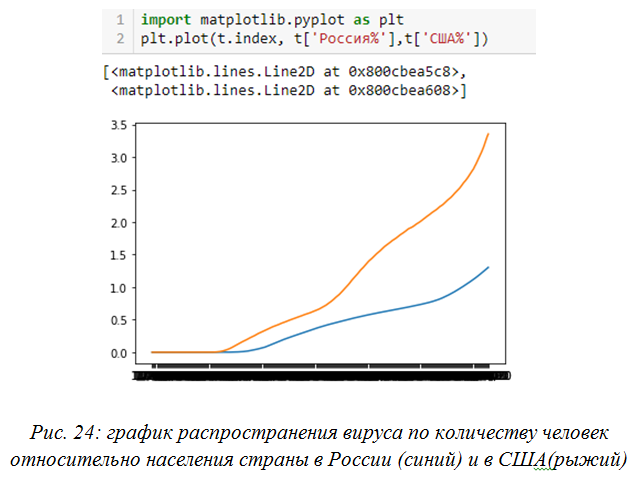 1 import matplotlib.pyplot as plt
2 plt.plot(t.index, t['Россия%'],t['США%'])
[<matplotlib.lines.Line2D at 0x800cbea5c8>,
<matplotlib.lines.Line2D at 0x800cbea608>]
3.5
3.0
2.5
2.0
1.5
1.0
0.5
0.0
Рис. 24: график распространения вируса по количеству человек
относительно населения страны в России (синий) и в США(рыжий)